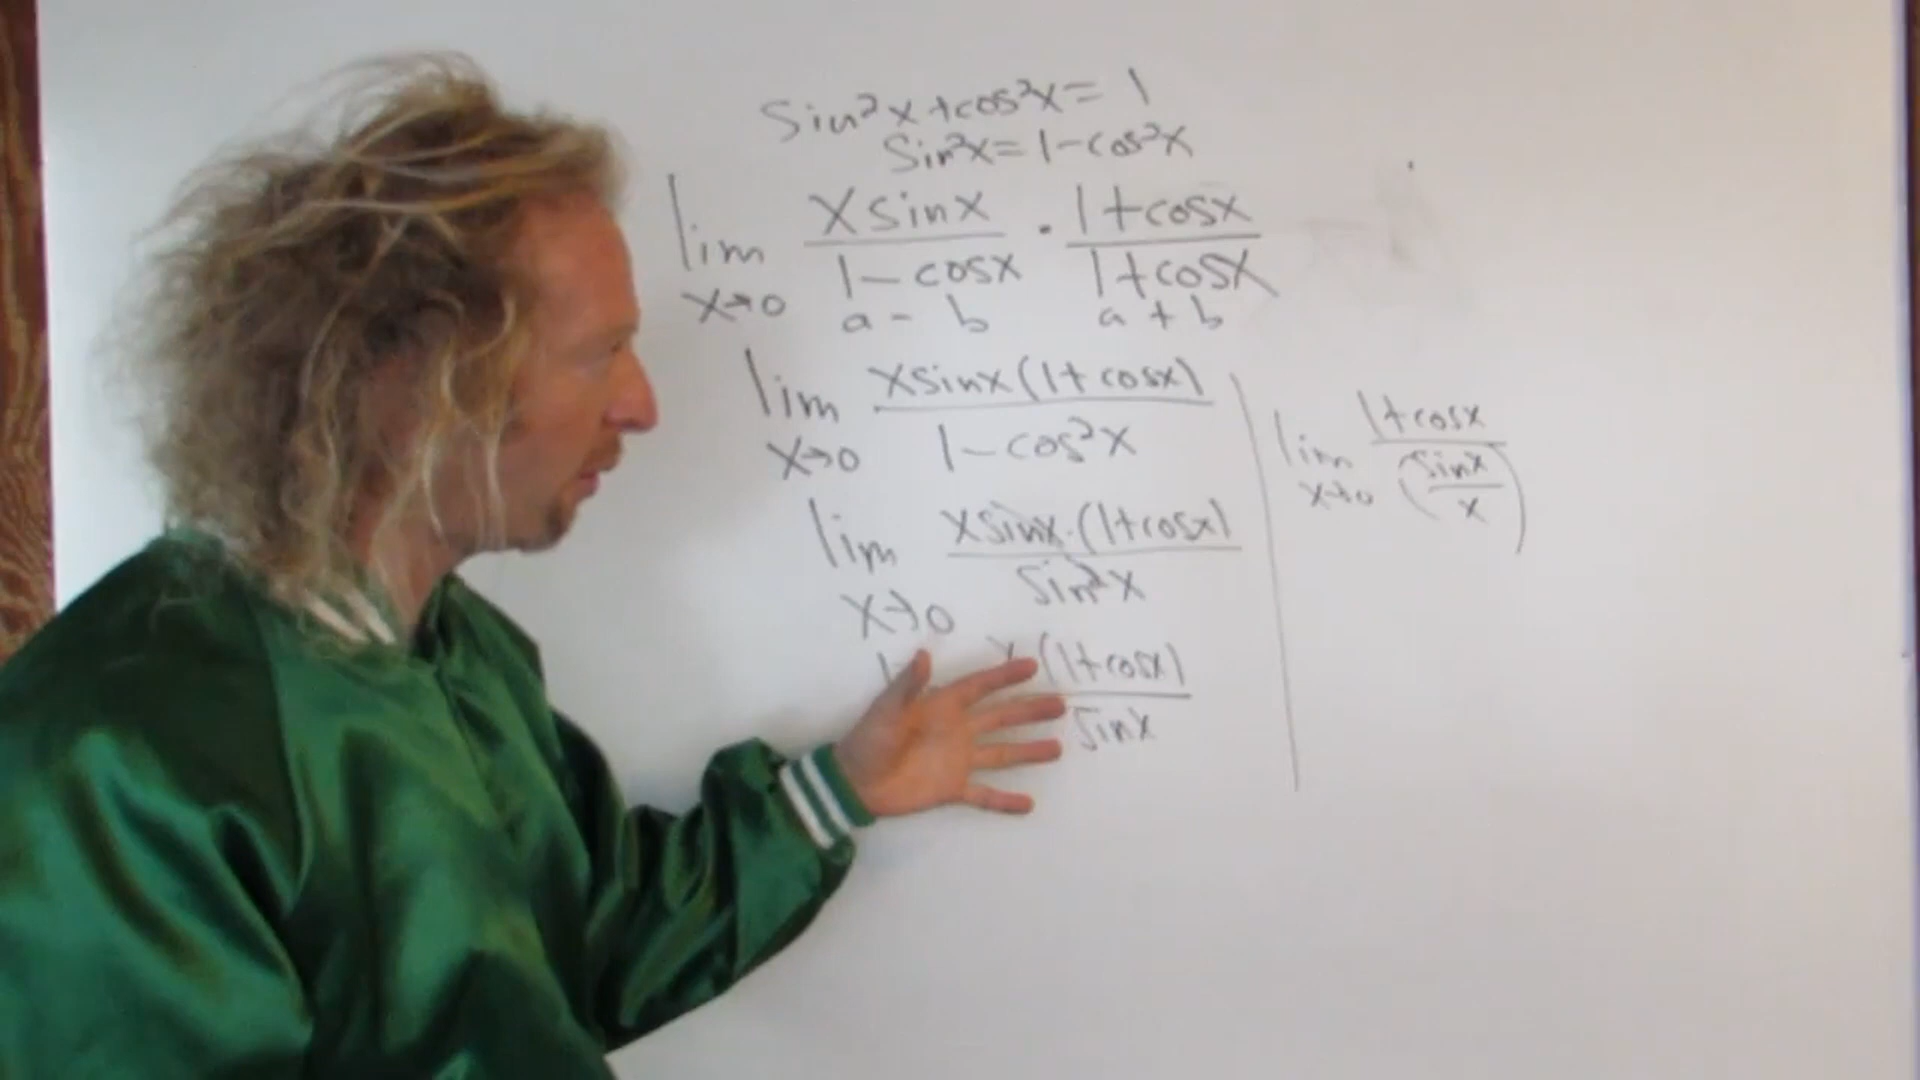 sin²x+cos²x=1
sin²x=1-cos²x
lim x→0 xsinx/1-cosx · 1+cosx/1+cosx
a - b a + b
lim x→0 xsinx(1+cosx)/1-cos²x
lim x→0 xsinx·(1+cosx)/sin²x
x(1+cosx)/sinx
lim x→0 1+cosx/(sinx/x)